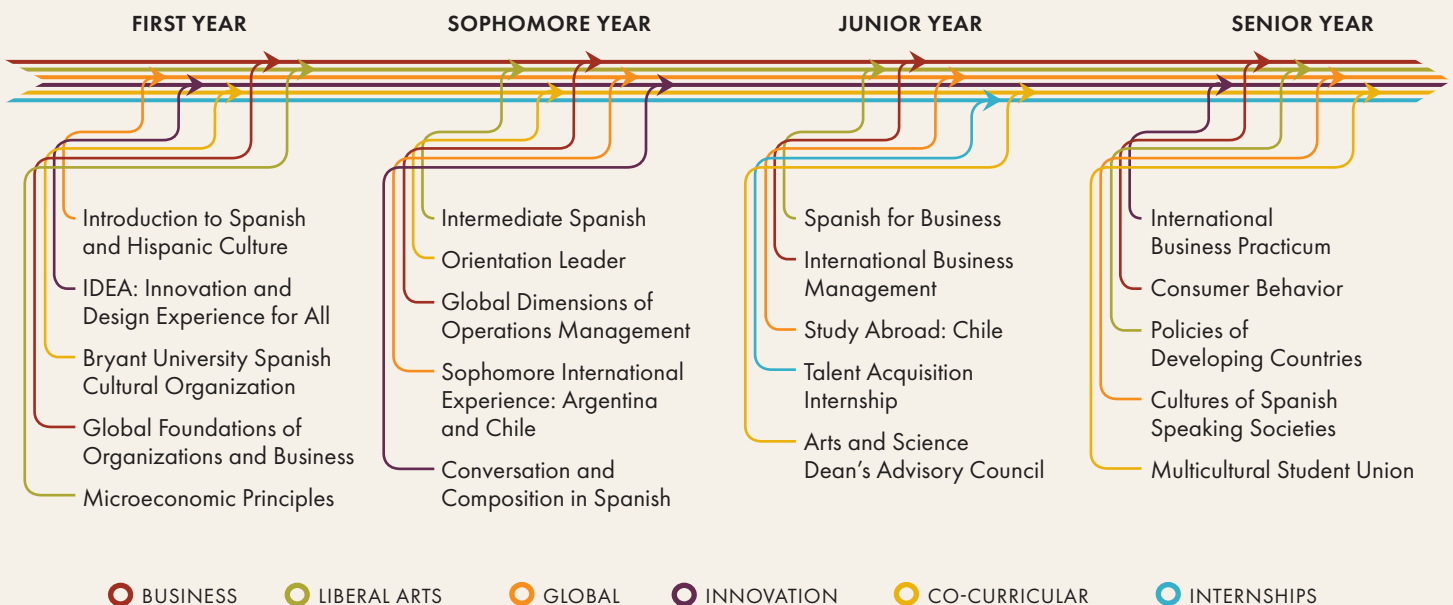 FIRST YEAR
Introduction to Spanish
and Hispanic Culture
IDEA: Innovation and
Design Experience for All
Bryant University Spanish
Cultural Organization
Global Foundations of
Organizations and Business
Microeconomic Principles
SOPHOMORE YEAR
Intermediate Spanish
Orientation Leader
Global Dimensions of
Operations Management
Sophomore International
Experience: Argentina
and Chile
Conversation and
Composition in Spanish
JUNIOR YEAR
Spanish for Business
International Business
Management
Study Abroad: Chile
Talent Acquisition
Internship
Arts and Science
Dean’s Advisory Council
SENIOR YEAR
International
Business Practicum
Consumer Behavior
Policies of
Developing Countries
Cultures of Spanish
Speaking Societies
Multicultural Student Union
BUSINESS
LIBERAL ARTS
GLOBAL
INNOVATION
CO-CURRICULAR
INTERNSHIPS